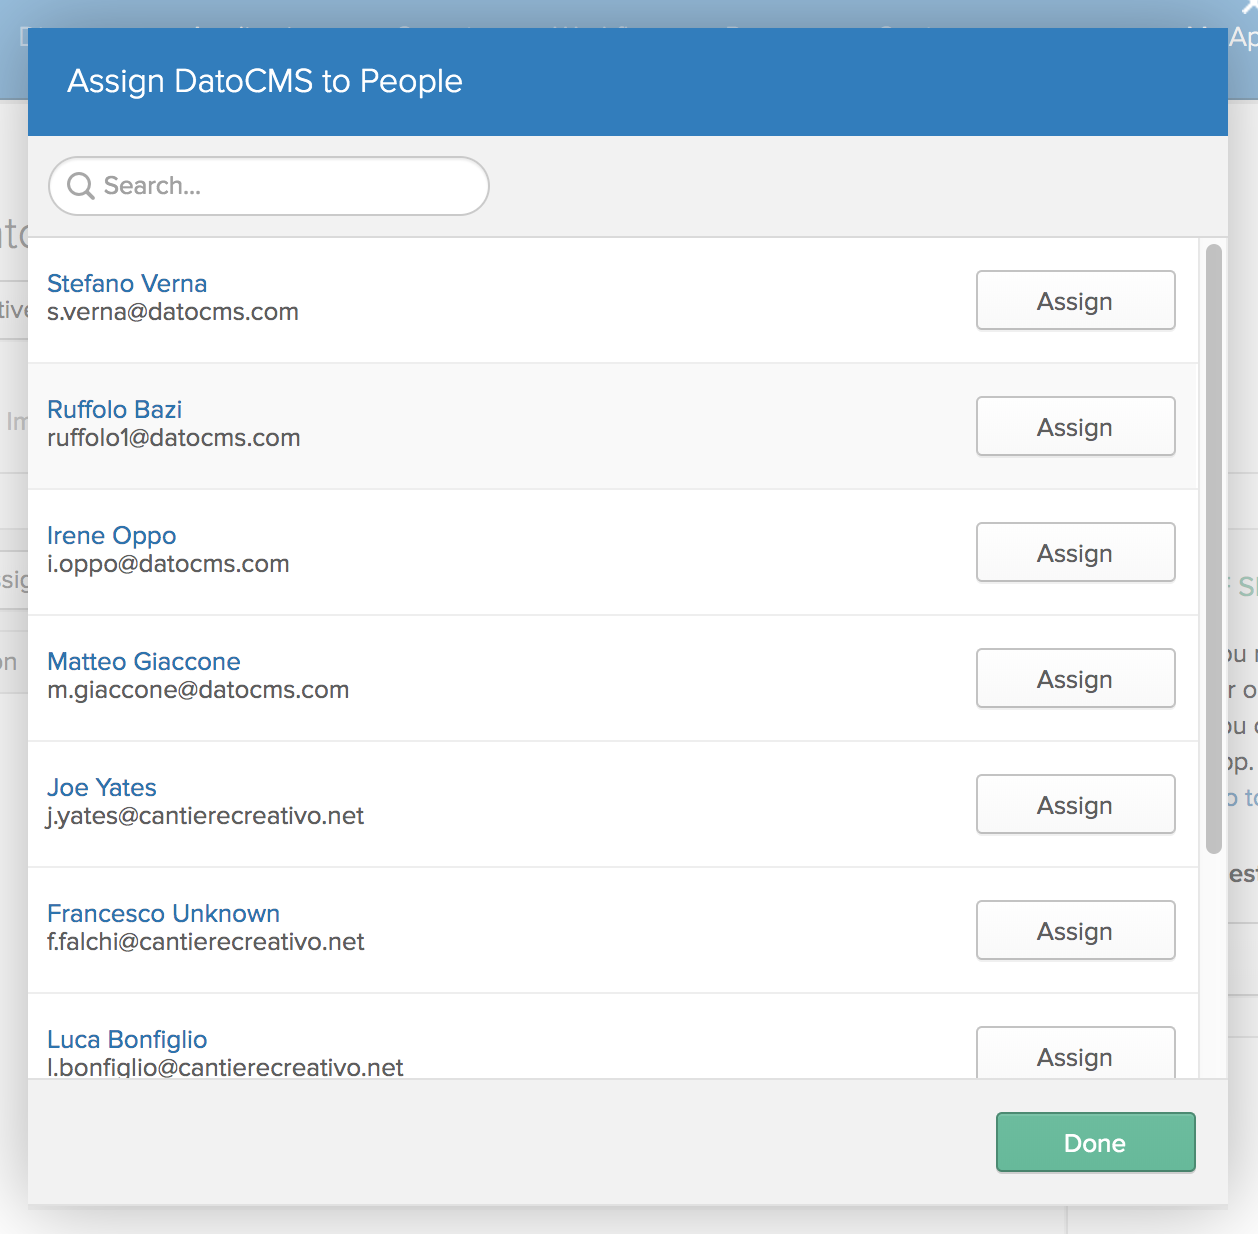 Assign DatoCMS to People
Search...
Stefano Verna
s.verna@datocms.com
Assign
Ruffolo Bazi
ruffolo1@datocms.com
Assign
Irene Oppo
i.oppo@datocms.com
Assign
Matteo Giaccone
m.giaccone@datocms.com
Assign
Joe Yates
j.yates@cantierecreativo.net
Assign
Francesco Unknown
f.falchi@cantierecreativo.net
Assign
Luca Bonfiglio
l.bonfiglio@cantierecreativo.net
Assign
Done